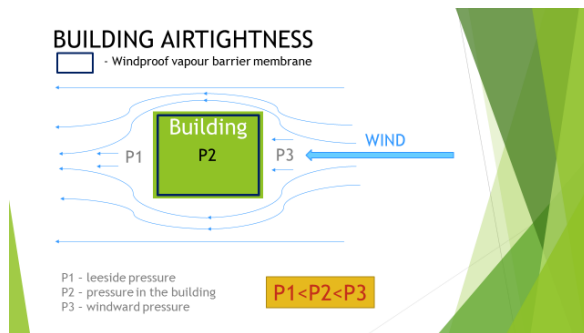 BUILDING AIRTIGHTNESS
- Windproof vapour barrier membrane
Building
WIND
P1
P2
P3
P1 - leeside pressure
P2 - pressure in the building
P3 - windward pressure
P1<P2<P3